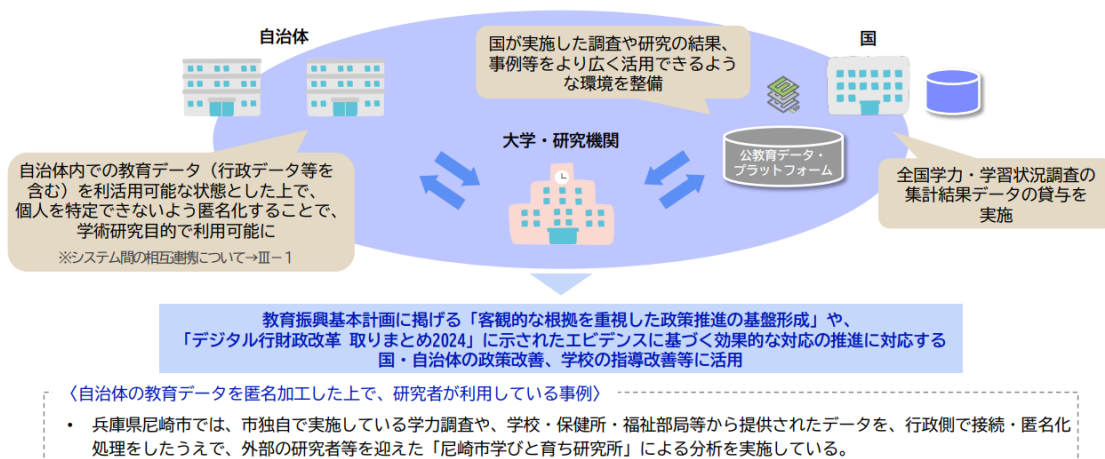 自治体
国が実施した調査や研究の結果、
事例等をより広く活用できるよう
な環境を整備
国
大学・研究機関
公教育データ・
プラットフォーム
自治体内での教育データ（行政データ等を
含む）を利活用可能な状態とした上で、
個人を特定できないよう匿名化することで、
学術研究目的で利用可能に
※システム間の相互連携について→Ⅲ－１
全国学力・学習状況調査の
集計結果データの貸与を
実施
教育振興基本計画に掲げる「客観的な根拠を重視した政策推進の基盤形成」や、
「デジタル行財政改革 取りまとめ2024」に示されたエビデンスに基づく効果的な対応の推進に対応する
国・自治体の政策改善、学校の指導改善等に活用
〈自治体の教育データを匿名加工した上で、研究者が利用している事例〉
• 兵庫県尼崎市では、市独自で実施している学力調査や、学校・保健所・福祉部局等から提供されたデータを、行政側で接続・匿名化
処理をしたうえで、外部の研究者等を迎えた「尼崎市学びと育ち研究所」による分析を実施している。